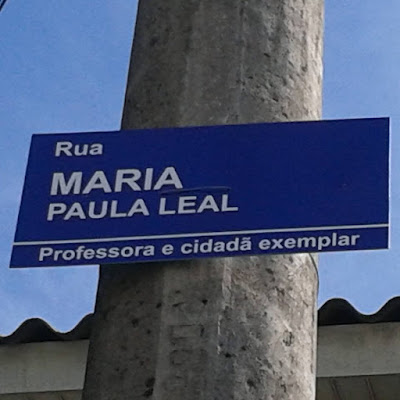 Rua
MARIA
PAULA LEAL
Professora e cidadã exemplar